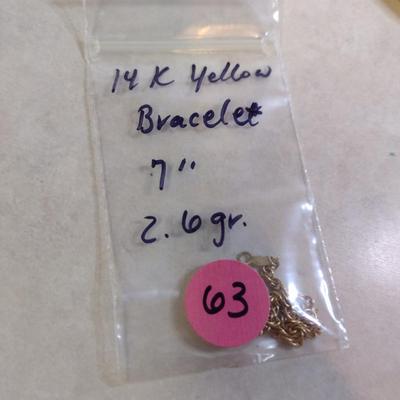 14 K Yellow
Bracelet
7"
2.6 gr.
63